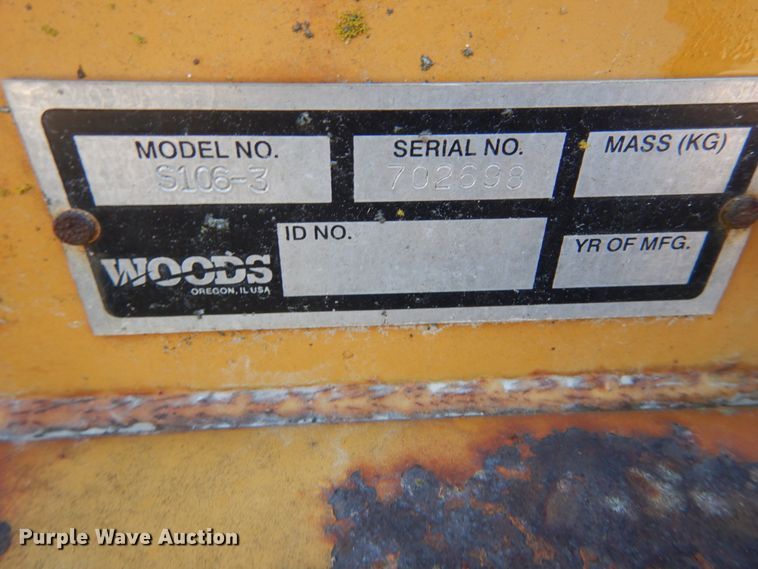 MODEL NO.
S106-3
SERIAL NO.
702698
MASS (KG)
WOODS
OREGON, IL USA
ID NO.
YR OF MFG.
Purple Wave Auction